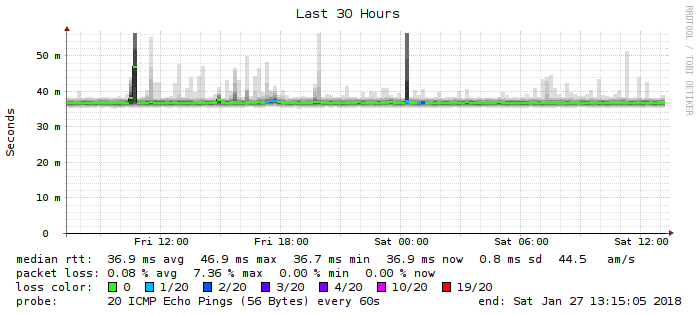 Last 30 Hours
RRDTOOL / TOBI OETIKER
Seconds
50 m
40 m
30 m
20 m
10 m
0
Fri 12:00 Fri 18:00 Sat 00:00 Sat 06:00 Sat 12:00
median rtt: 36.9 ms avg 46.9 ms max 36.7 ms min 36.9 ms now 0.8 ms sd 44.5 am/s
packet loss: 0.08 % avg 7.36 % max 0.00 % min 0.00 % now
loss color: 0 1/20 2/20 3/20 4/20 10/20 19/20
probe: 20 ICMP Echo Pings (56 Bytes) every 60s end: Sat Jan 27 13:15:05 2018